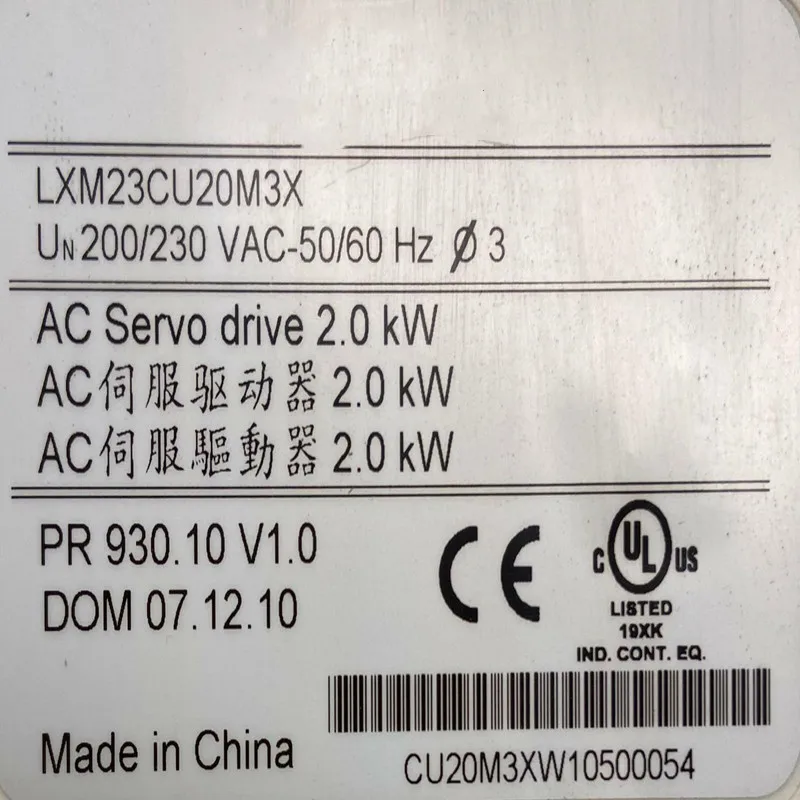 LXM23CU20M3X
UN 200/230 VAC-50/60 Hz Ø 3
AC Servo drive 2.0 kW
AC伺服驱动器 2.0 kW
AC伺服驅動器 2.0 kW
PR 930.10 V1.0
DOM 07.12.10
CE
C UL US
LISTED
19XK
IND. CONT. EQ.
Made in China
CU20M3XW10500054